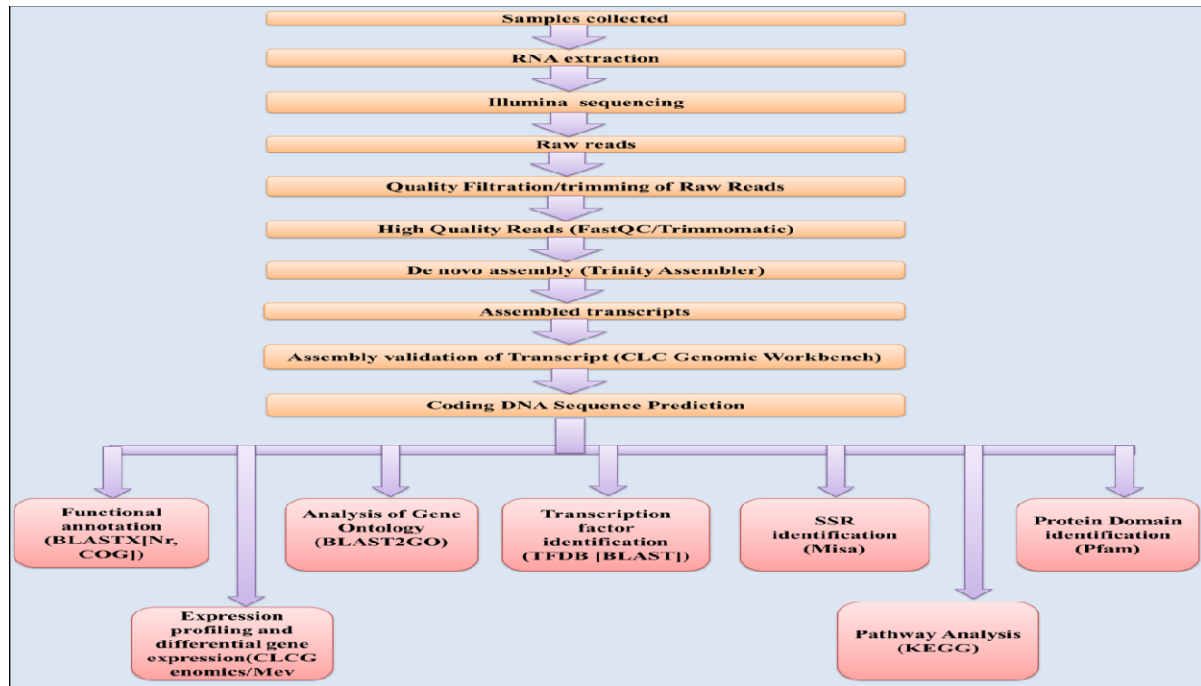 Samples collected
RNA extraction
Illumina sequencing
Raw reads
Quality Filtration/trimming of Raw Reads
High Quality Reads (FastQC/Trimmomatic)
De novo assembly (Trinity Assembler)
Assembled transcripts
Assembly validation of Transcript (CLC Genomic Workbench)
Coding DNA Sequence Prediction
Functional
annotation
(BLASTX[Nr,
COG])
Analysis of Gene
Ontology
(BLAST2GO)
Transcription
factor
identification
(TFDB [BLAST])
SSR
identification
(Misa)
Protein Domain
identification
(Pfam)
Expression
profiling and
differential gene
expression(CLCG
enomics/Mev
Pathway Analysis
(KEGG)